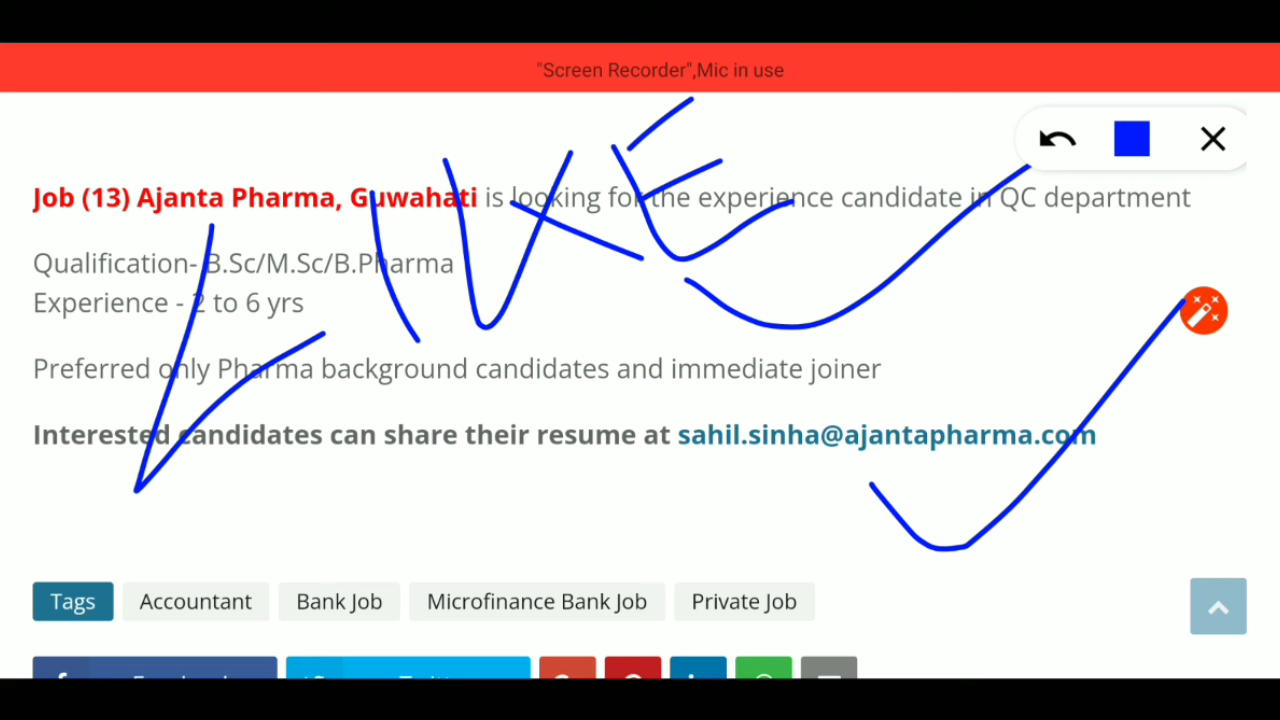 "Screen Recorder",Mic in use
Job (13) Ajanta Pharma, Guwahati is looking for the experience candidate in QC department
Qualification- B.Sc/M.Sc/B.Pharma
Experience - 2 to 6 yrs
Preferred only Pharma background candidates and immediate joiner
Interested candidates can share their resume at sahil.sinha@ajantapharma.com
LIKE
Tags Accountant Bank Job Microfinance Bank Job Private Job